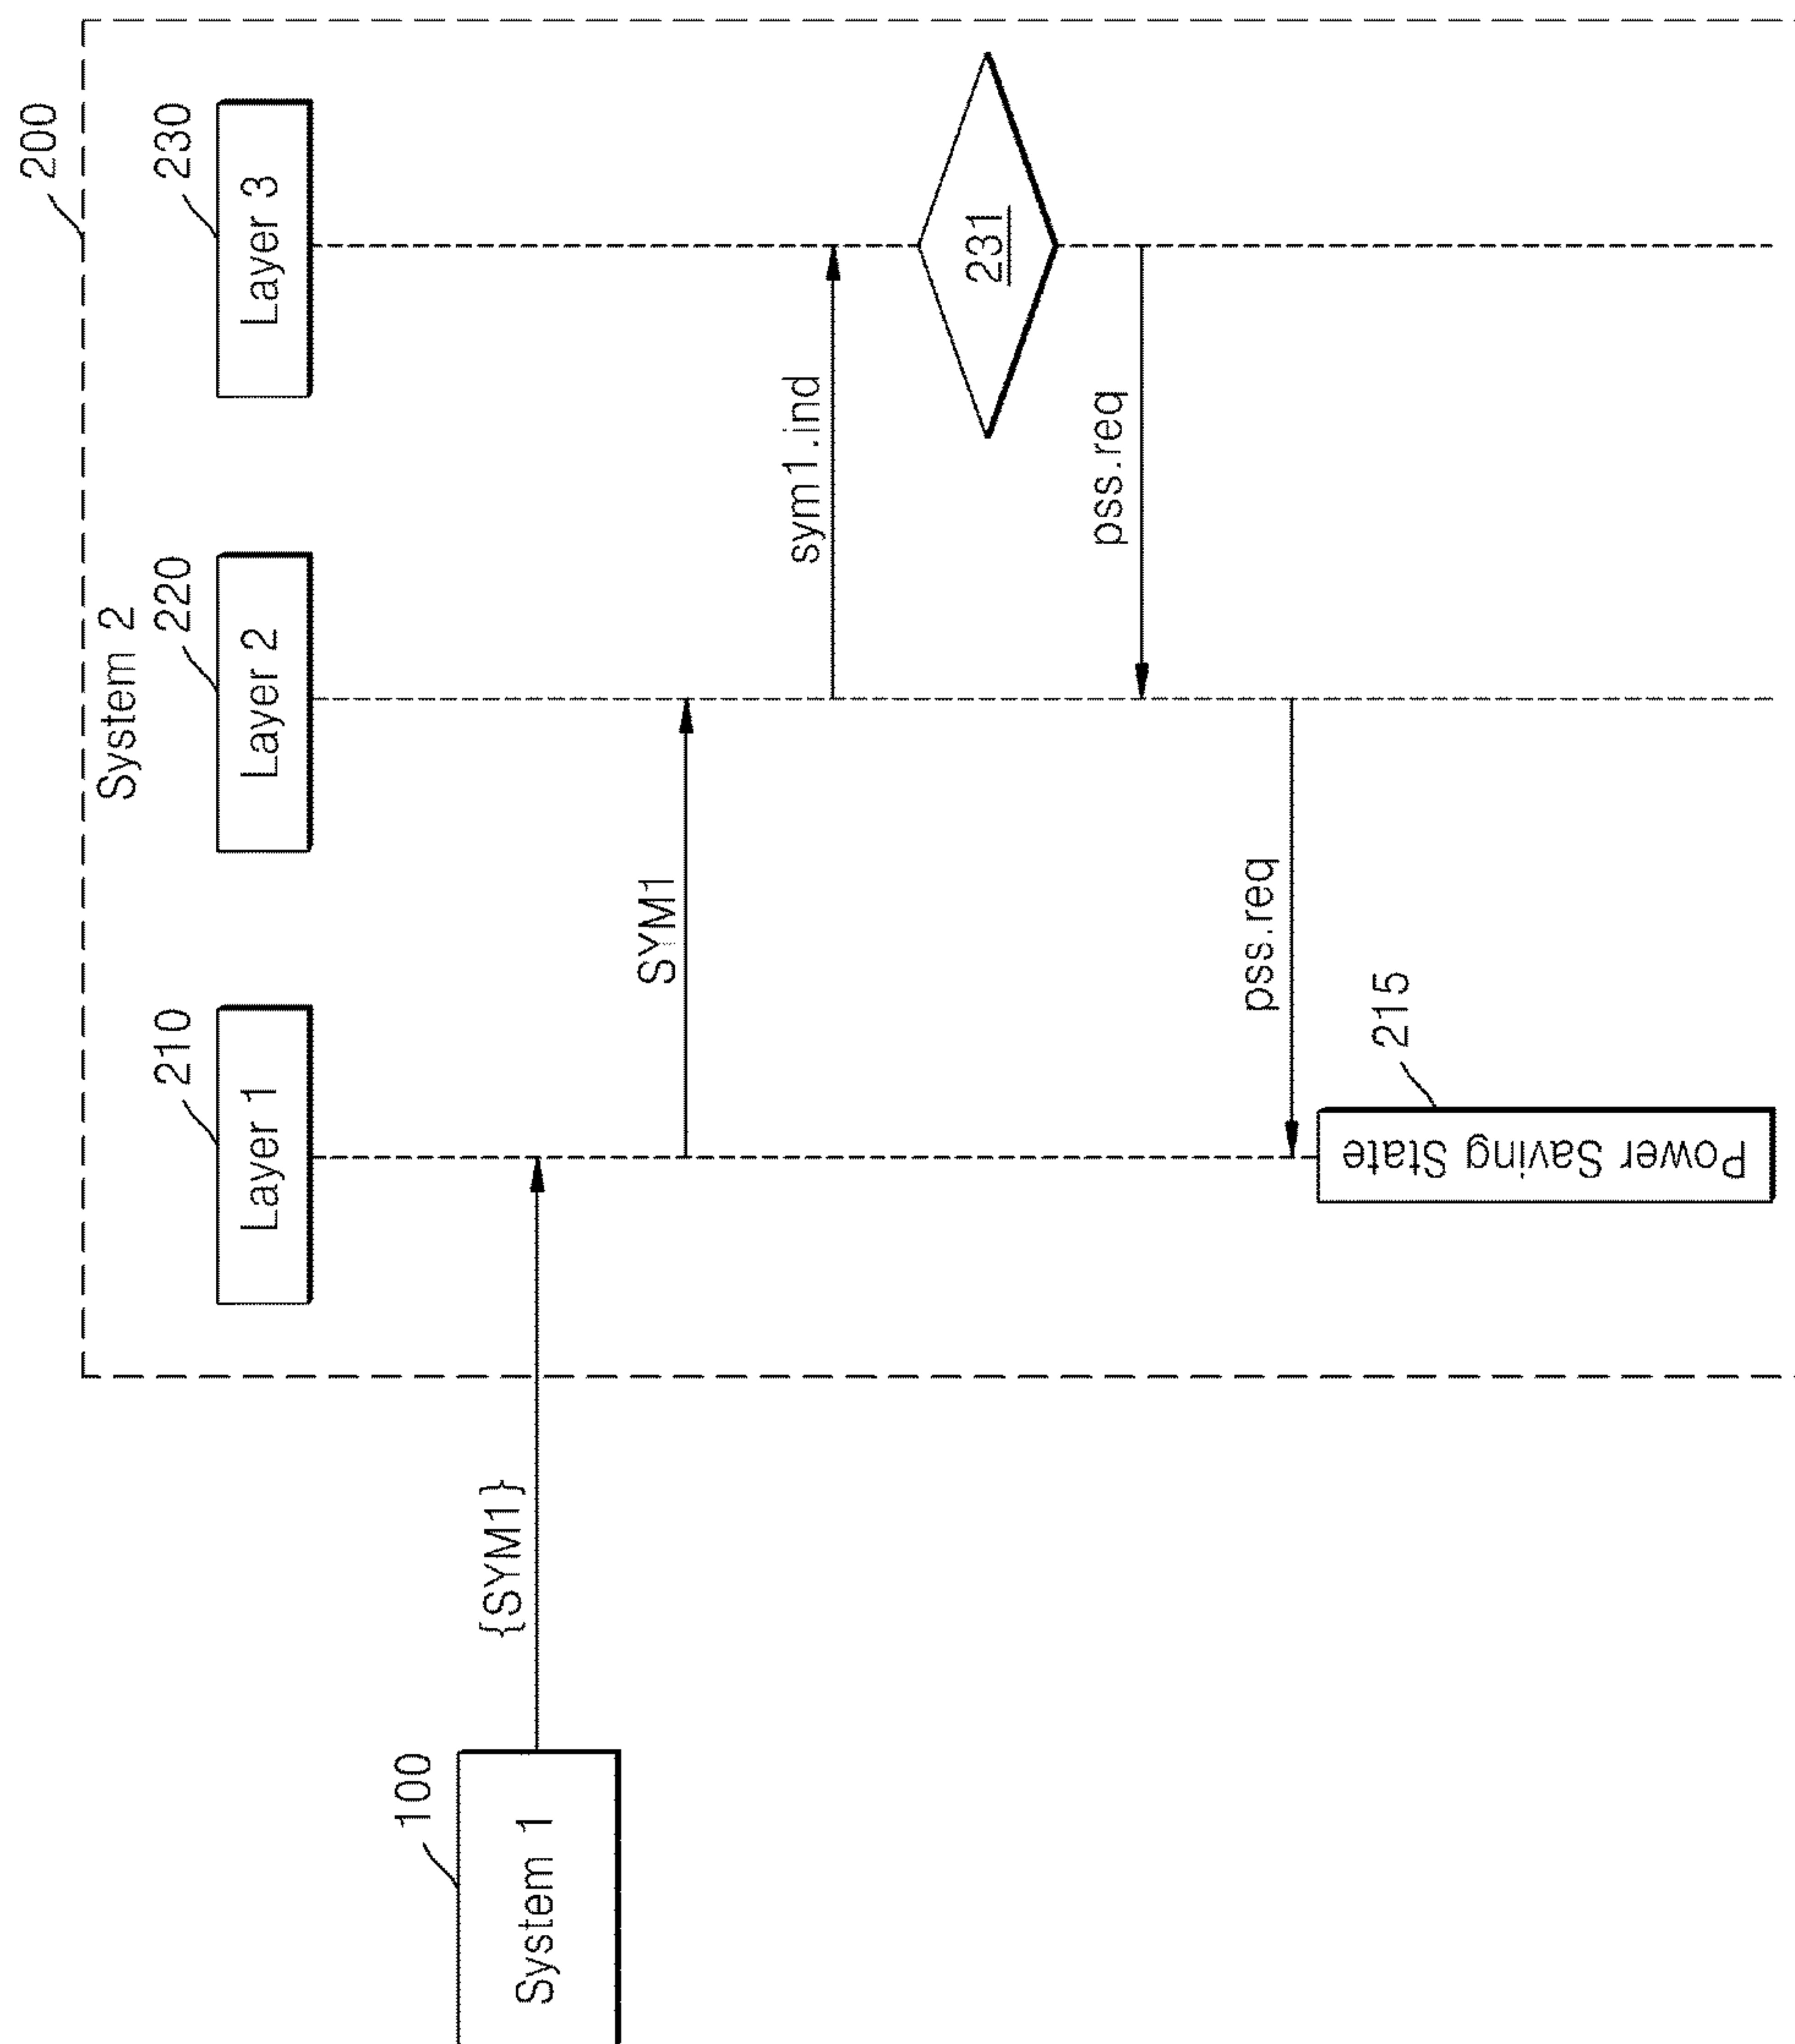 200
System 2
210
Layer 1
220
Layer 2
230
Layer 3
100
System 1
{SYM1}
SYM1
sym1.ind
231
pss.req
pss.req
215
Power Saving State